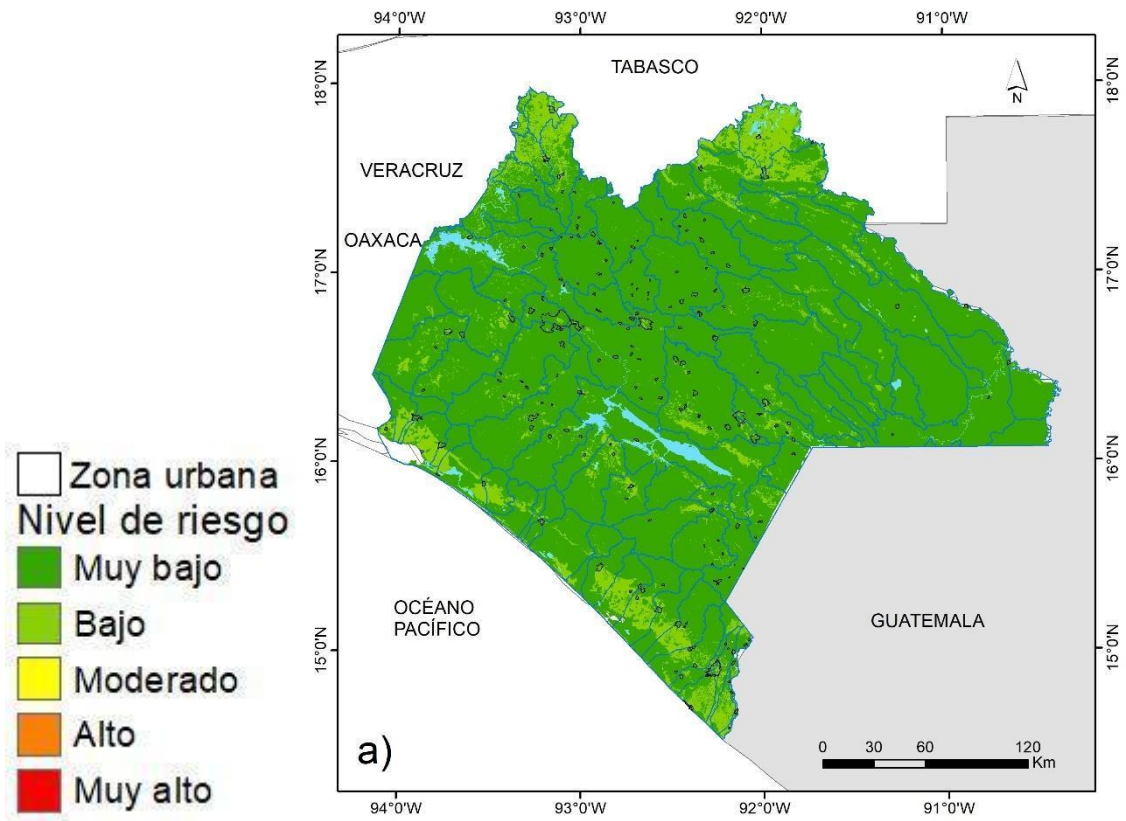 94°0'W 93°0'W 92°0'W 91°0'W
TABASCO
18°0'N 18°0'N
N
VERACRUZ
OAXACA
17°0'N 17°0'N
16°0'N 16°0'N
Zona urbana
Nivel de riesgo
Muy bajo
Bajo
Moderado
Alto
Muy alto
OCÉANO
PACÍFICO
GUATEMALA
15°0'N 15°0'N
a)
0 30 60 120
Km
94°0'W 93°0'W 92°0'W 91°0'W